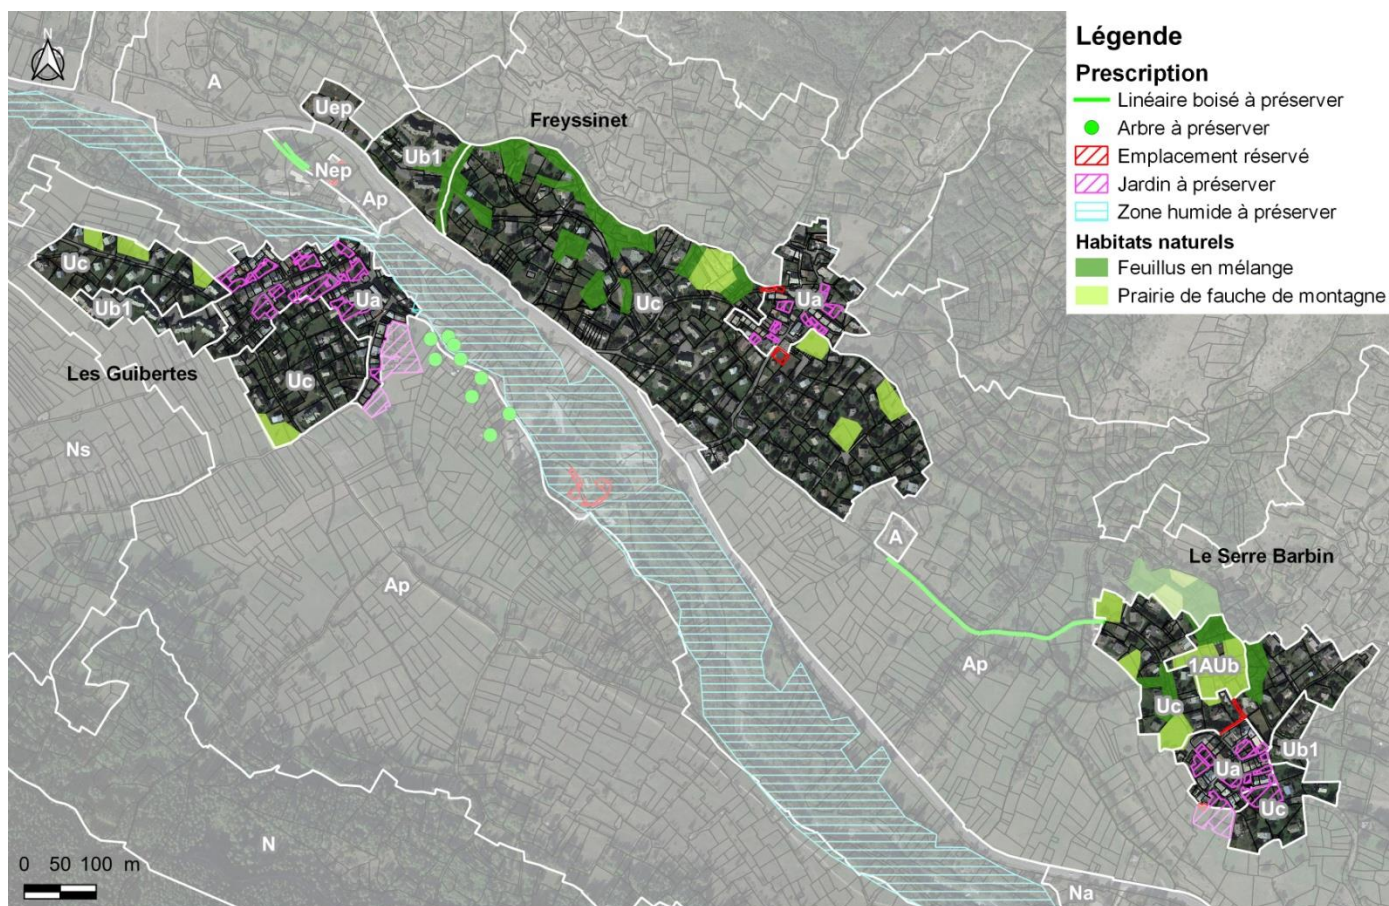 N
A
Uep
Freyssinet
Ub1
Nep
Ap
Légende
Prescription
Linéaire boisé à préserver
Arbre à préserver
Emplacement réservé
Jardin à préserver
Zone humide à préserver
Habitats naturels
Feuillus en mélange
Prairie de fauche de montagne
Uc
Ub1
Ua
Uc
Ua
Les Guibertes
Uc
Ns
A
Le Serre Barbin
Ap
Ap
1AUb
Uc
Ub1
Ua
Uc
N
0 50 100 m
Na